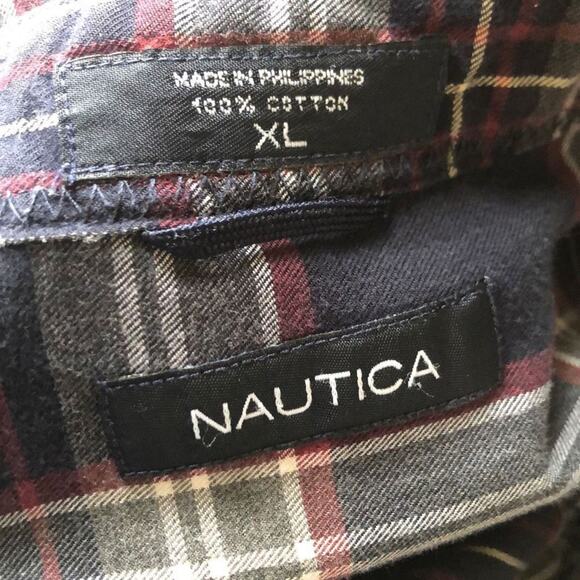 MADE IN PHILIPPINES
100% COTTON
XL
NAUTICA